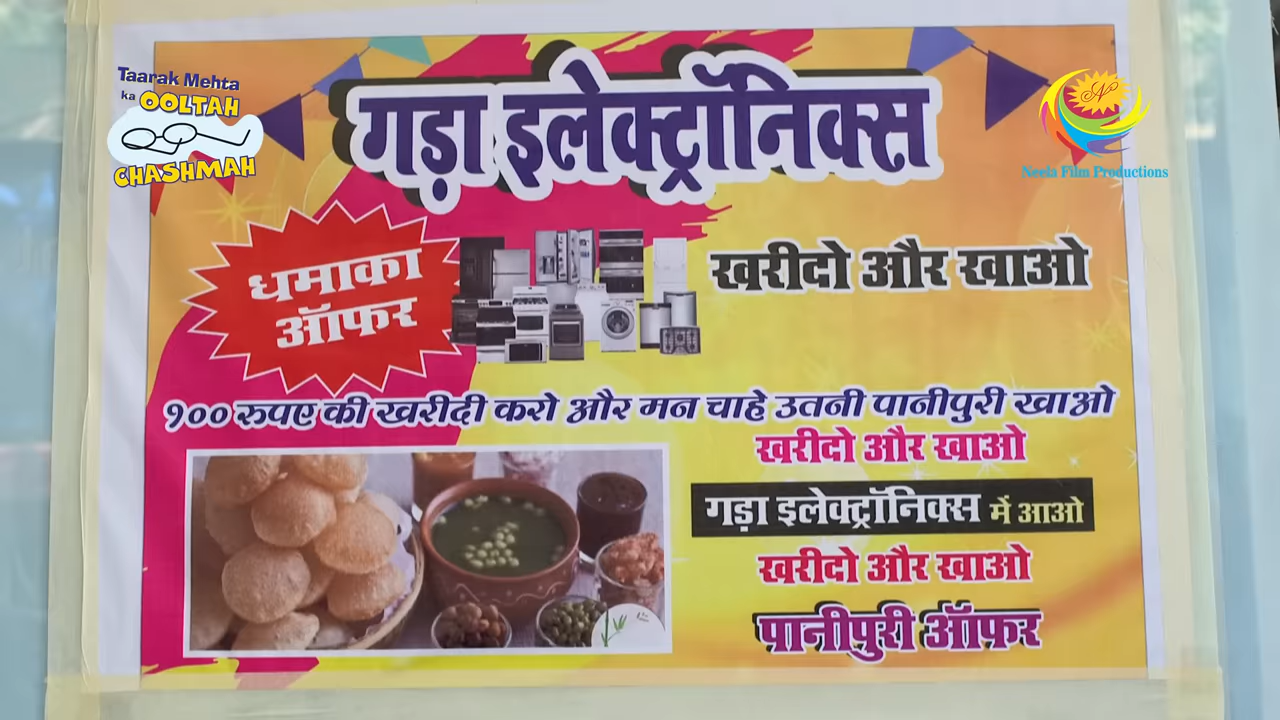 Taarak Mehta
ka OOLTAH
CHASHMAH
गड़ा इलेक्ट्रॉनिक्स
Neela Film Productions
धमाका
ऑफर
खरीदो और खाओ
१०० रुपए की खरीदी करो और मन चाहे उतनी पानीपुरी खाओ
खरीदो और खाओ
गड़ा इलेक्ट्रॉनिक्स में आओ
खरीदो और खाओ
पानीपुरी ऑफर